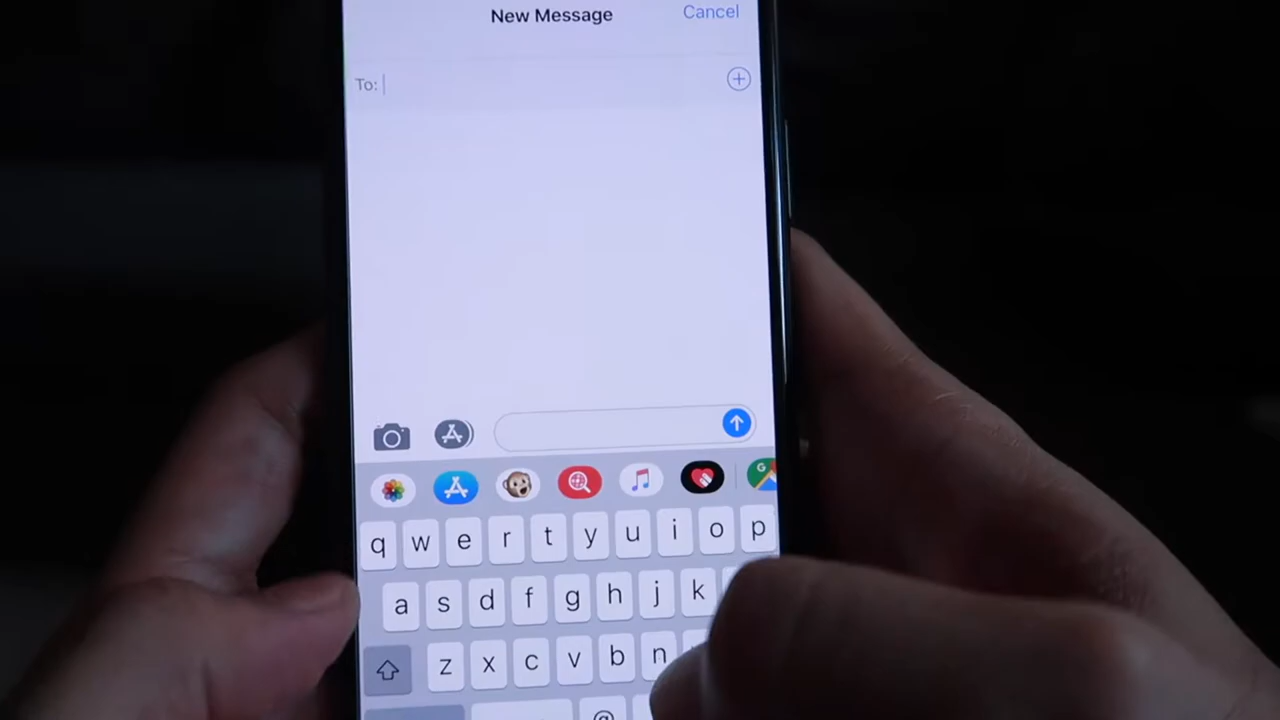 New Message Cancel
To:
q w e r t y u i o p
a s d f g h j k
z x c v b n
@